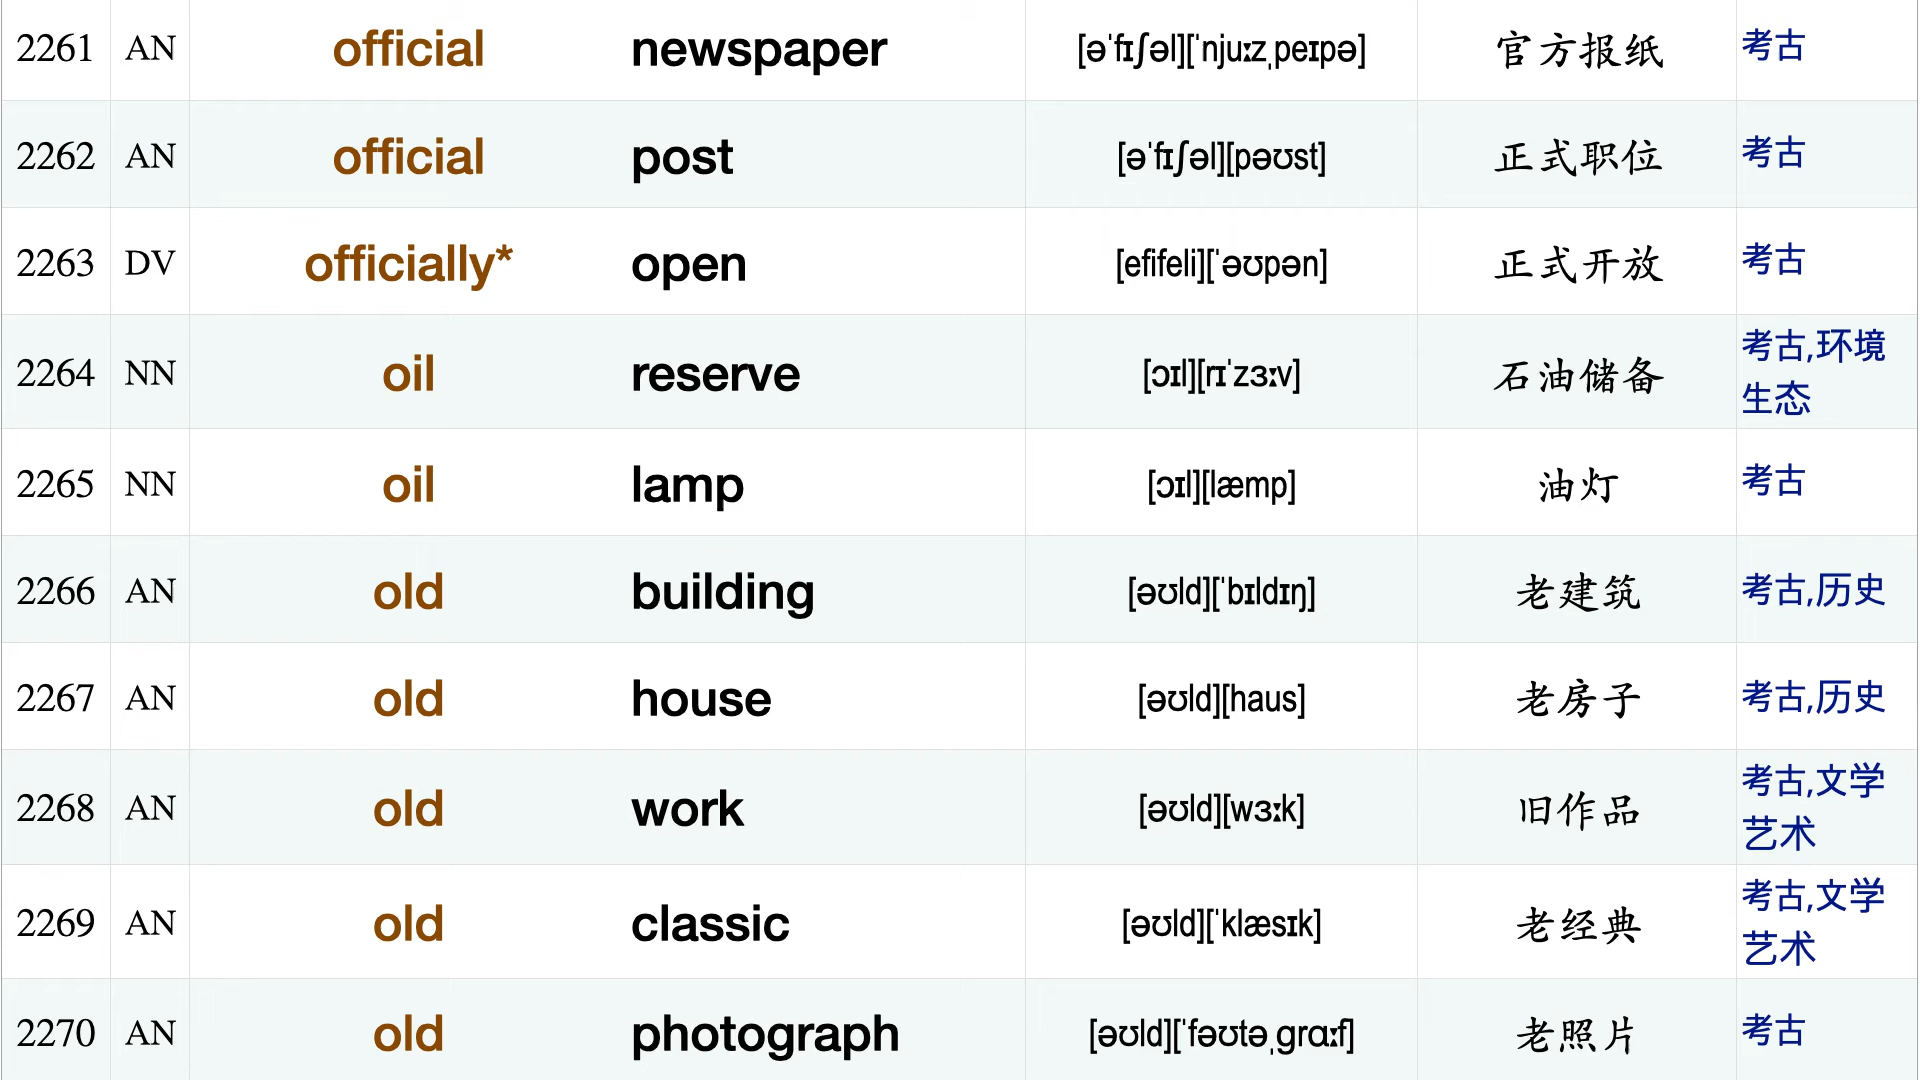 2261 AN official newspaper [əˈfɪʃəl][ˈnjuːzˌpeɪpə] 官方报纸 考古
2262 AN official post [əˈfɪʃəl][pəʊst] 正式职位 考古
2263 DV officially* open [efifeli][ˈəʊpən] 正式开放 考古
2264 NN oil reserve [ɔɪl][rɪˈzɜːv] 石油储备 考古,环境
生态
2265 NN oil lamp [ɔɪl][læmp] 油灯 考古
2266 AN old building [əʊld][ˈbɪldɪŋ] 老建筑 考古,历史
2267 AN old house [əʊld][haus] 老房子 考古,历史
2268 AN old work [əʊld][wɜːk] 旧作品 考古,文学
艺术
2269 AN old classic [əʊld][ˈklæsɪk] 老经典 考古,文学
艺术
2270 AN old photograph [əʊld][ˈfəʊtəˌgrɑːf] 老照片 考古